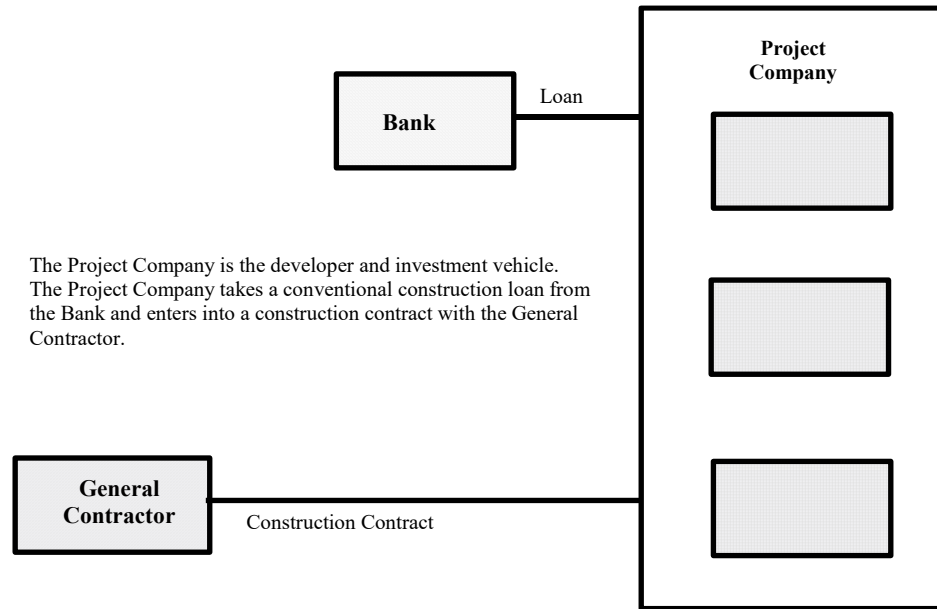 Project
Company
Loan
Bank
The Project Company is the developer and investment vehicle.
The Project Company takes a conventional construction loan from
the Bank and enters into a construction contract with the General
Contractor.
General
Contractor
Construction Contract